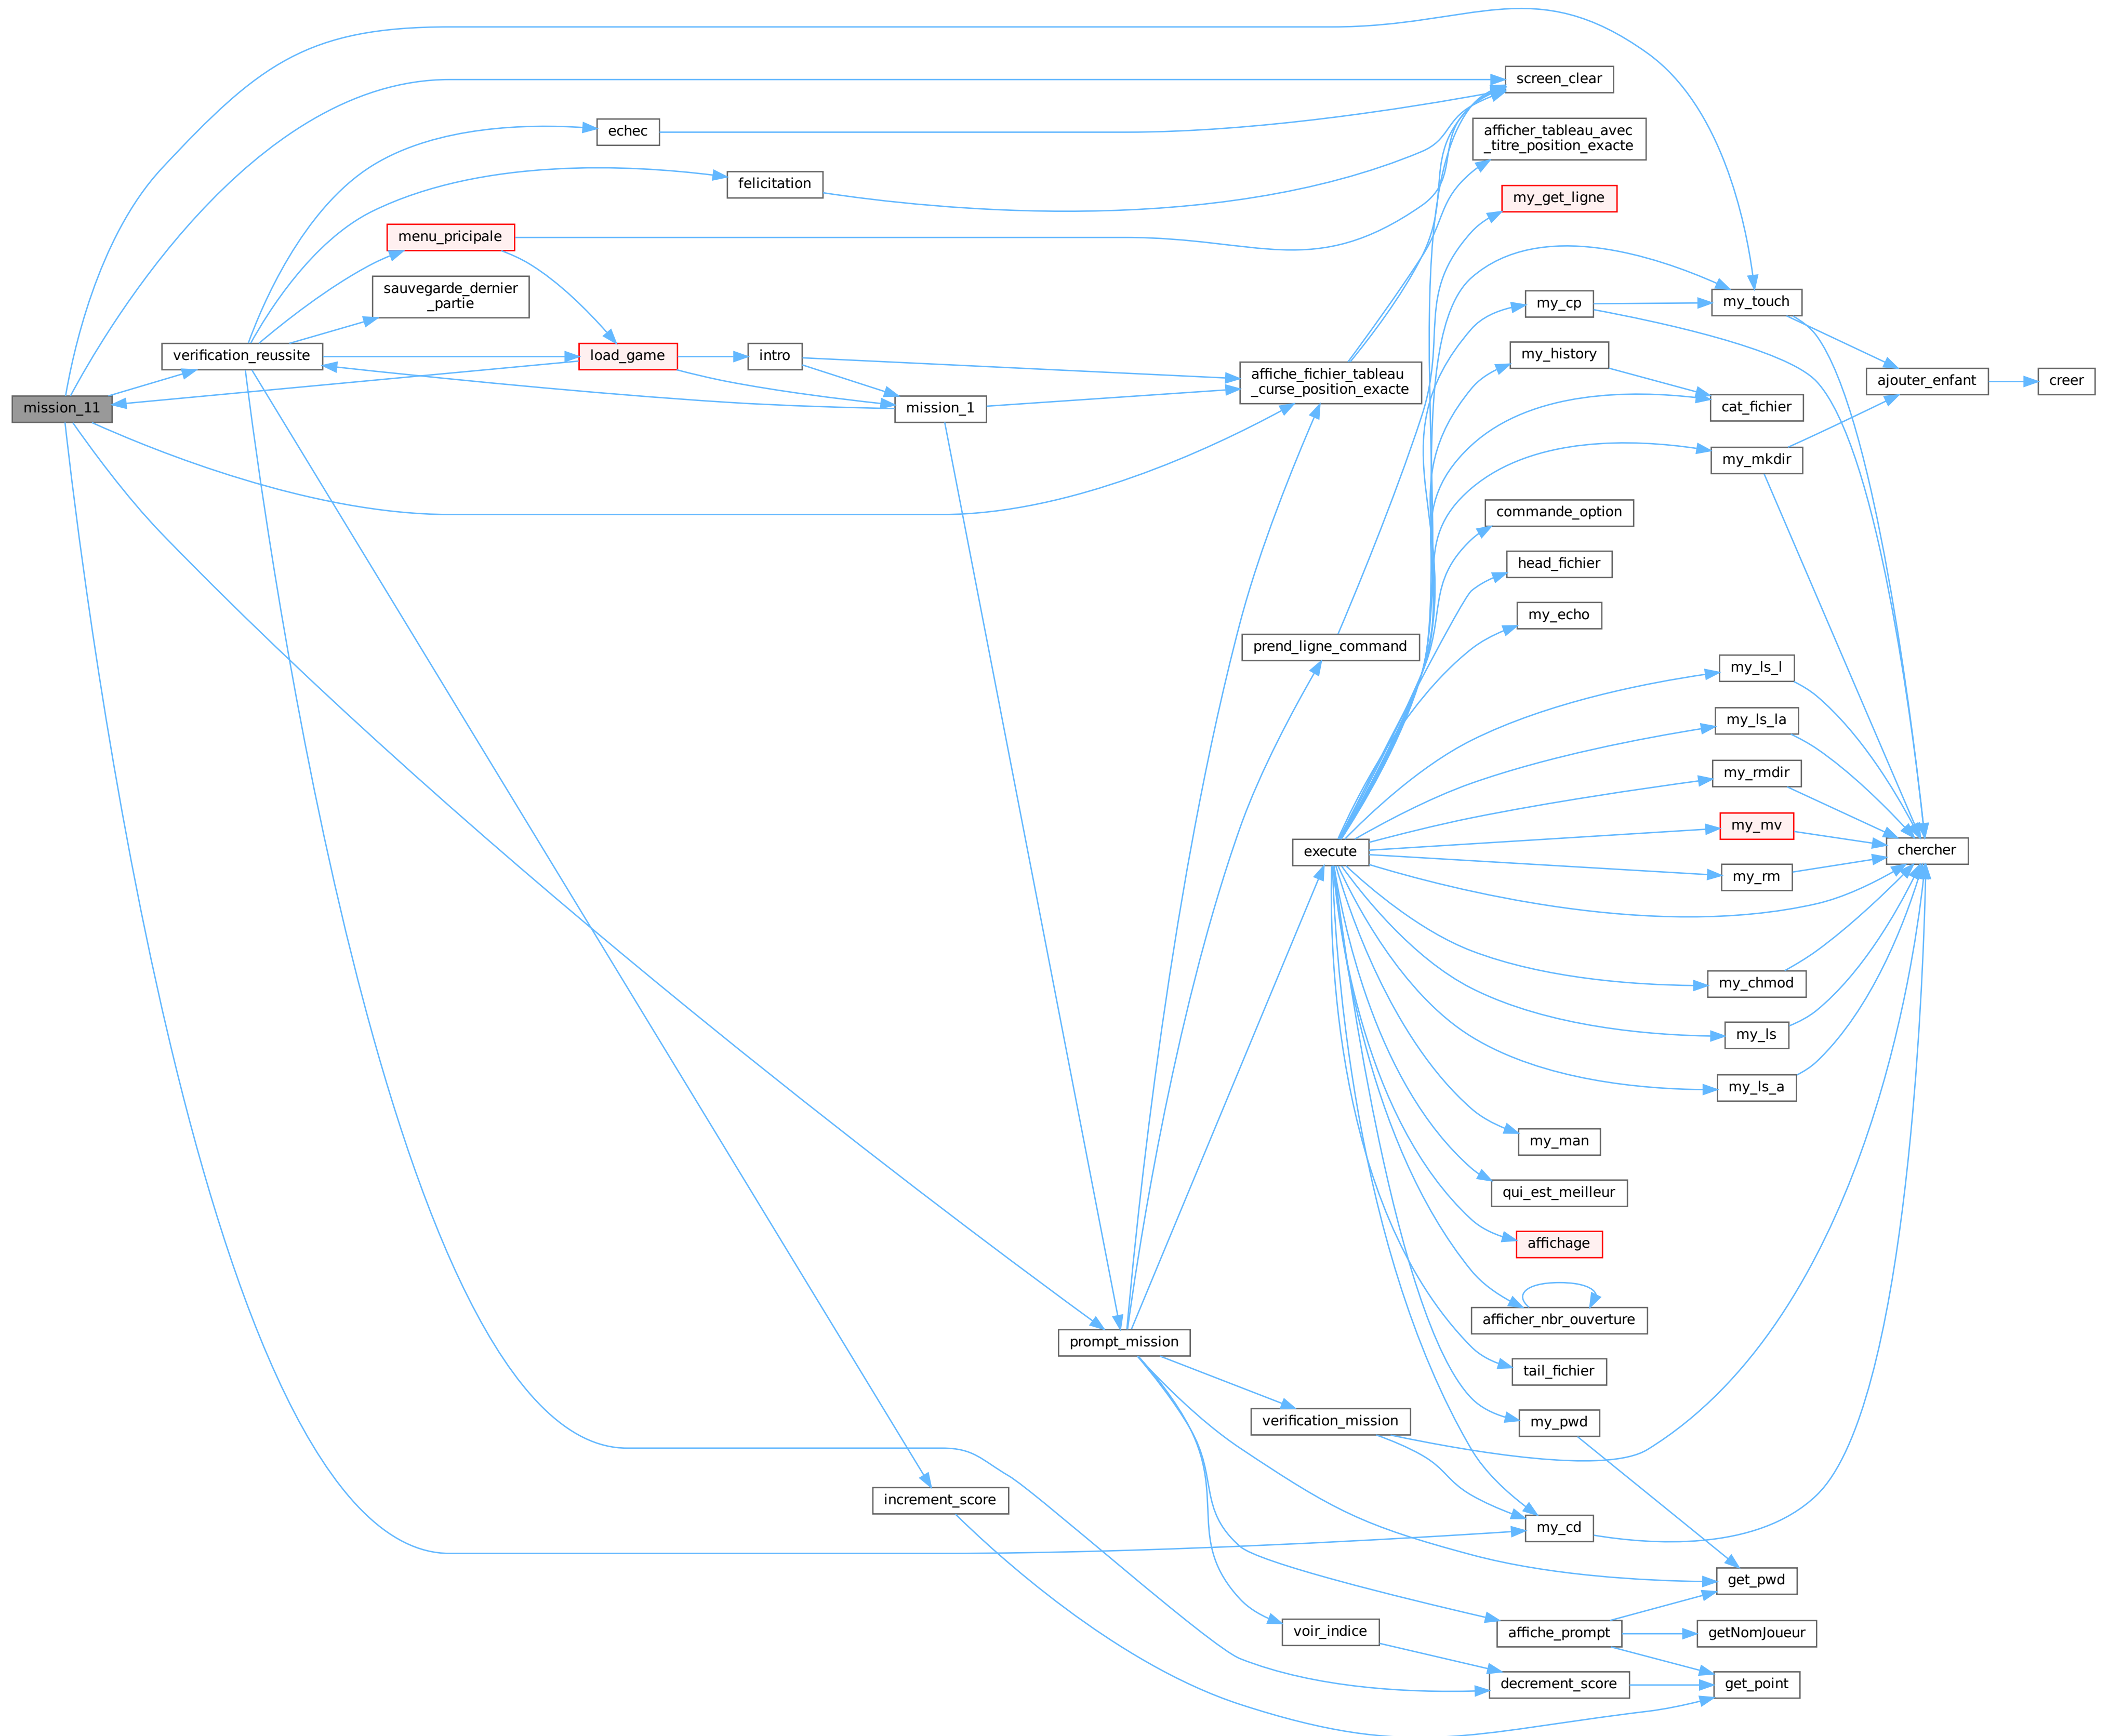 mission_11
verification_reussite
echec
felicitation
menu_pricipale
sauvegarde_dernier
_partie
load_game
intro
mission_1
affiche_fichier_tableau
_curse_position_exacte
prend_ligne_command
execute
prompt_mission
verification_mission
increment_score
voir_indice
screen_clear
afficher_tableau_avec
_titre_position_exacte
my_get_ligne
my_cp
my_history
commande_option
head_fichier
my_echo
my_man
qui_est_meilleur
affichage
afficher_nbr_ouverture
tail_fichier
my_pwd
my_cd
affiche_prompt
decrement_score
my_touch
cat_fichier
my_mkdir
my_ls_l
my_ls_la
my_rmdir
my_mv
my_rm
my_chmod
my_ls
my_ls_a
get_pwd
getNomJoueur
get_point
ajouter_enfant
chercher
creer